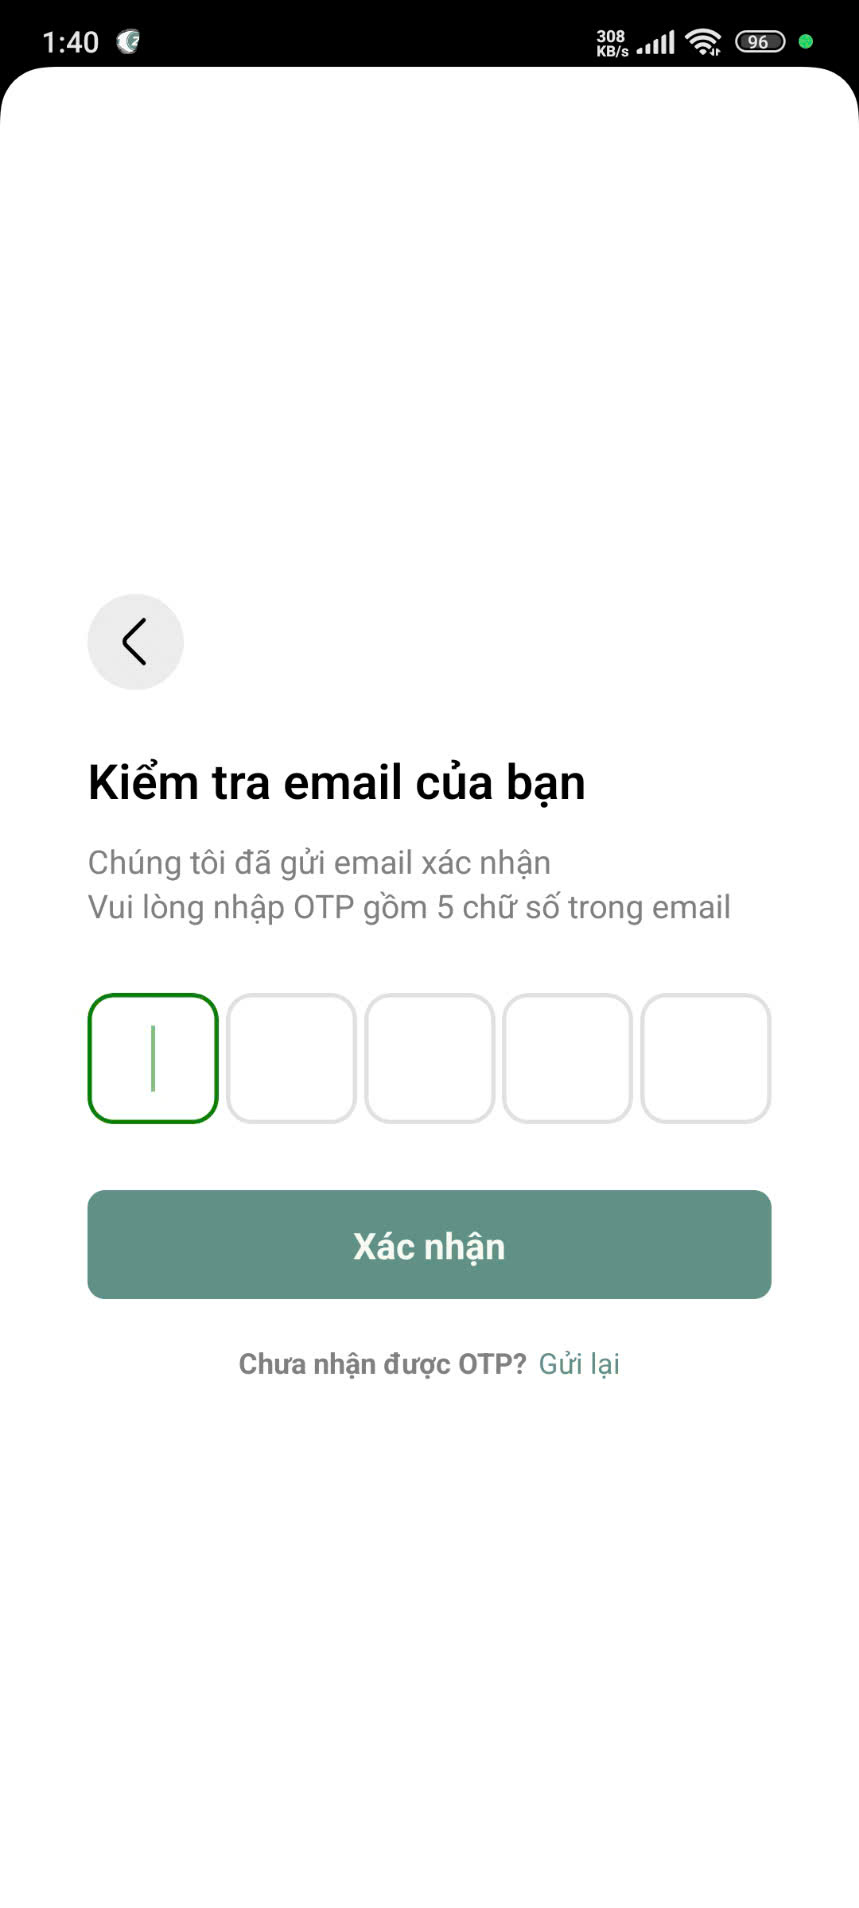 1:40
308
KB/s
96
Kiểm tra email của bạn
Chúng tôi đã gửi email xác nhận
Vui lòng nhập OTP gồm 5 chữ số trong email
Xác nhận
Chưa nhận được OTP? Gửi lại